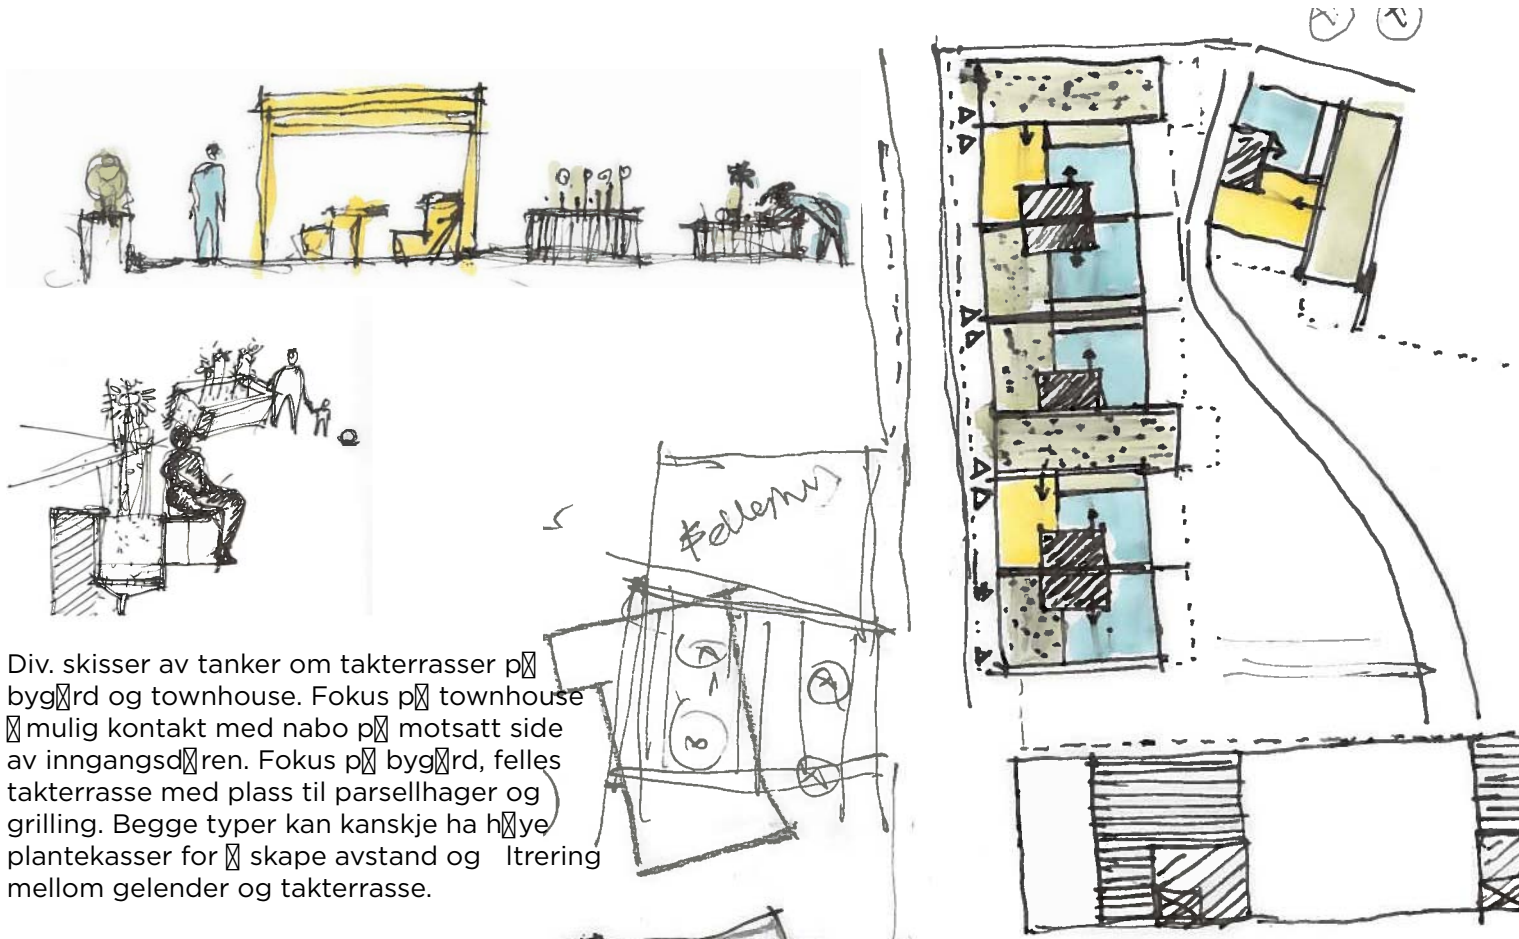 Felleshus
Div. skisser av tanker om takterrasser p☒
byg☒rd og townhouse. Fokus p☒ townhouse
☒ mulig kontakt med nabo p☒ motsatt side
av inngangsd☒ren. Fokus p☒ byg☒rd, felles
takterrasse med plass til parsellhager og
grilling. Begge typer kan kanskje ha h☒ye
plantekasser for ☒ skape avstand og ltrering
mellom gelender og takterrasse.